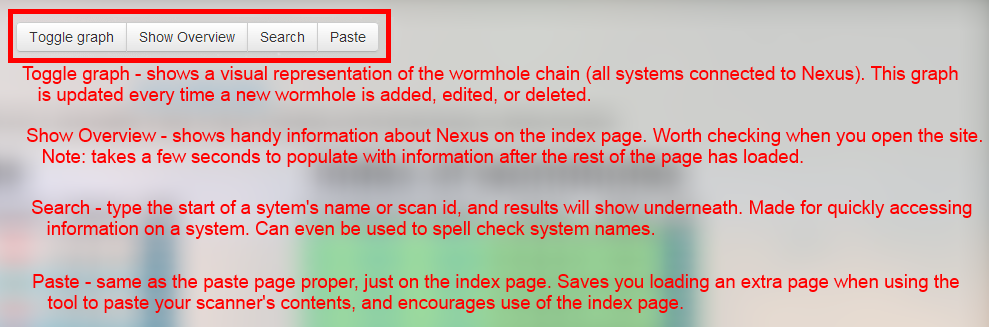 Toggle graph Show Overview Search Paste
Toggle graph - shows a visual representation of the wormhole chain (all systems connected to Nexus). This graph
is updated every time a new wormhole is added, edited, or deleted.
Show Overview - shows handy information about Nexus on the index page. Worth checking when you open the site.
Note: takes a few seconds to populate with information after the rest of the page has loaded.
Search - type the start of a sytem's name or scan id, and results will show underneath. Made for quickly accessing
information on a system. Can even be used to spell check system names.
Paste - same as the paste page proper, just on the index page. Saves you loading an extra page when using the
tool to paste your scanner's contents, and encourages use of the index page.